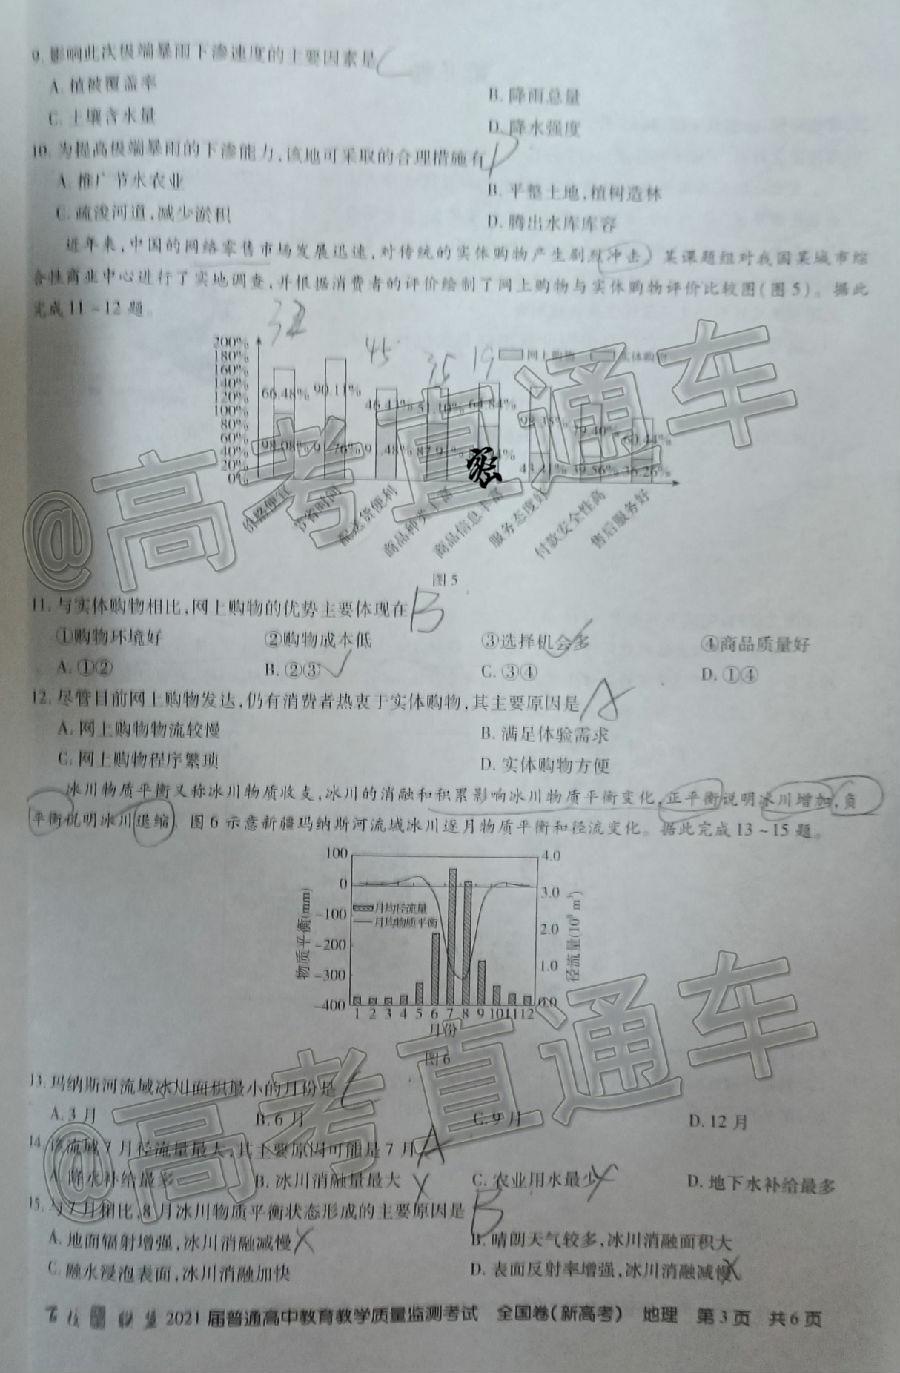 9. 影响此次极端暴雨下渗速度的主要因素是 C
A. 植被覆盖率
B. 降雨总量
C. 土壤含水量
D. 降水强度
10. 为提高极端暴雨的下渗能力,该地可采取的合理措施有
A. 推广节水农业
B. 平整土地,植树造林
C. 疏浚河道,减少淤积
D. 腾出水库库容
近年来,中国的网络零售市场发展迅速,对传统的实体购物产生剧烈冲击。某课题组对我国某城市综
合性商业中心进行了实地调查,并根据消费者的评价绘制了网上购物与实体购物评价比较图(图5)。据此
完成11~12题。
32
45
35
19
网上购物 实体购物
200%
180%
160%
140%
120%
100%
80%
60%
40%
20%
0%
66.48% 90.11% 46.43% 51.10% 64.84% 79.40% 60.44%
98.08% 39.56% 36.26%
价格便宜
节省时间
配送货便利
商品种类丰富
商品信息丰富
服务态度好
付款安全性高
售后服务好
密
图5
11. 与实体购物相比,网上购物的优势主要体现在 B
①购物环境好 ②购物成本低 ③选择机会多 ④商品质量好
A. ①② B. ②③ C. ③④ D. ①④
12. 尽管目前网上购物发达,仍有消费者热衷于实体购物,其主要原因是 A
A. 网上购物物流较慢
B. 满足体验需求
C. 网上购物程序繁琐
D. 实体购物方便
冰川物质平衡又称冰川物质收支,冰川的消融和积累影响冰川物质平衡变化,正平衡说明冰川增加,负
平衡说明冰川退缩。图6示意新疆玛纳斯河流域冰川逐月物质平衡和径流变化。据此完成13~15题。
100
0
-100
-200
-300
-400
物质平衡(mm)
月均径流量
月均物质平衡
4.0
3.0
2.0
1.0
0.0
1 2 3 4 5 6 7 8 9 10 11 12
月份
图6
13. 玛纳斯河流域冰川面积最小的月份是 C
A. 3月 B. 6月 C. 9月 D. 12月
14. 该流域7月径流量最大,其主要原因可能是7月 A
A. 降水补给最多 B. 冰川消融量最大 C. 农业用水最少 D. 地下水补给最多
15. 与7月相比,8月冰川物质平衡状态形成的主要原因是 B
A. 地面辐射增强,冰川消融减慢
B. 晴朗天气较多,冰川消融面积大
C. 融水浸泡表面,冰川消融加快
D. 表面反射率增强,冰川消融减慢
2021届普通高中教育教学质量监测考试 全国卷(新高考) 地理 第3页 共6页
@高考直通车
@高考直通车